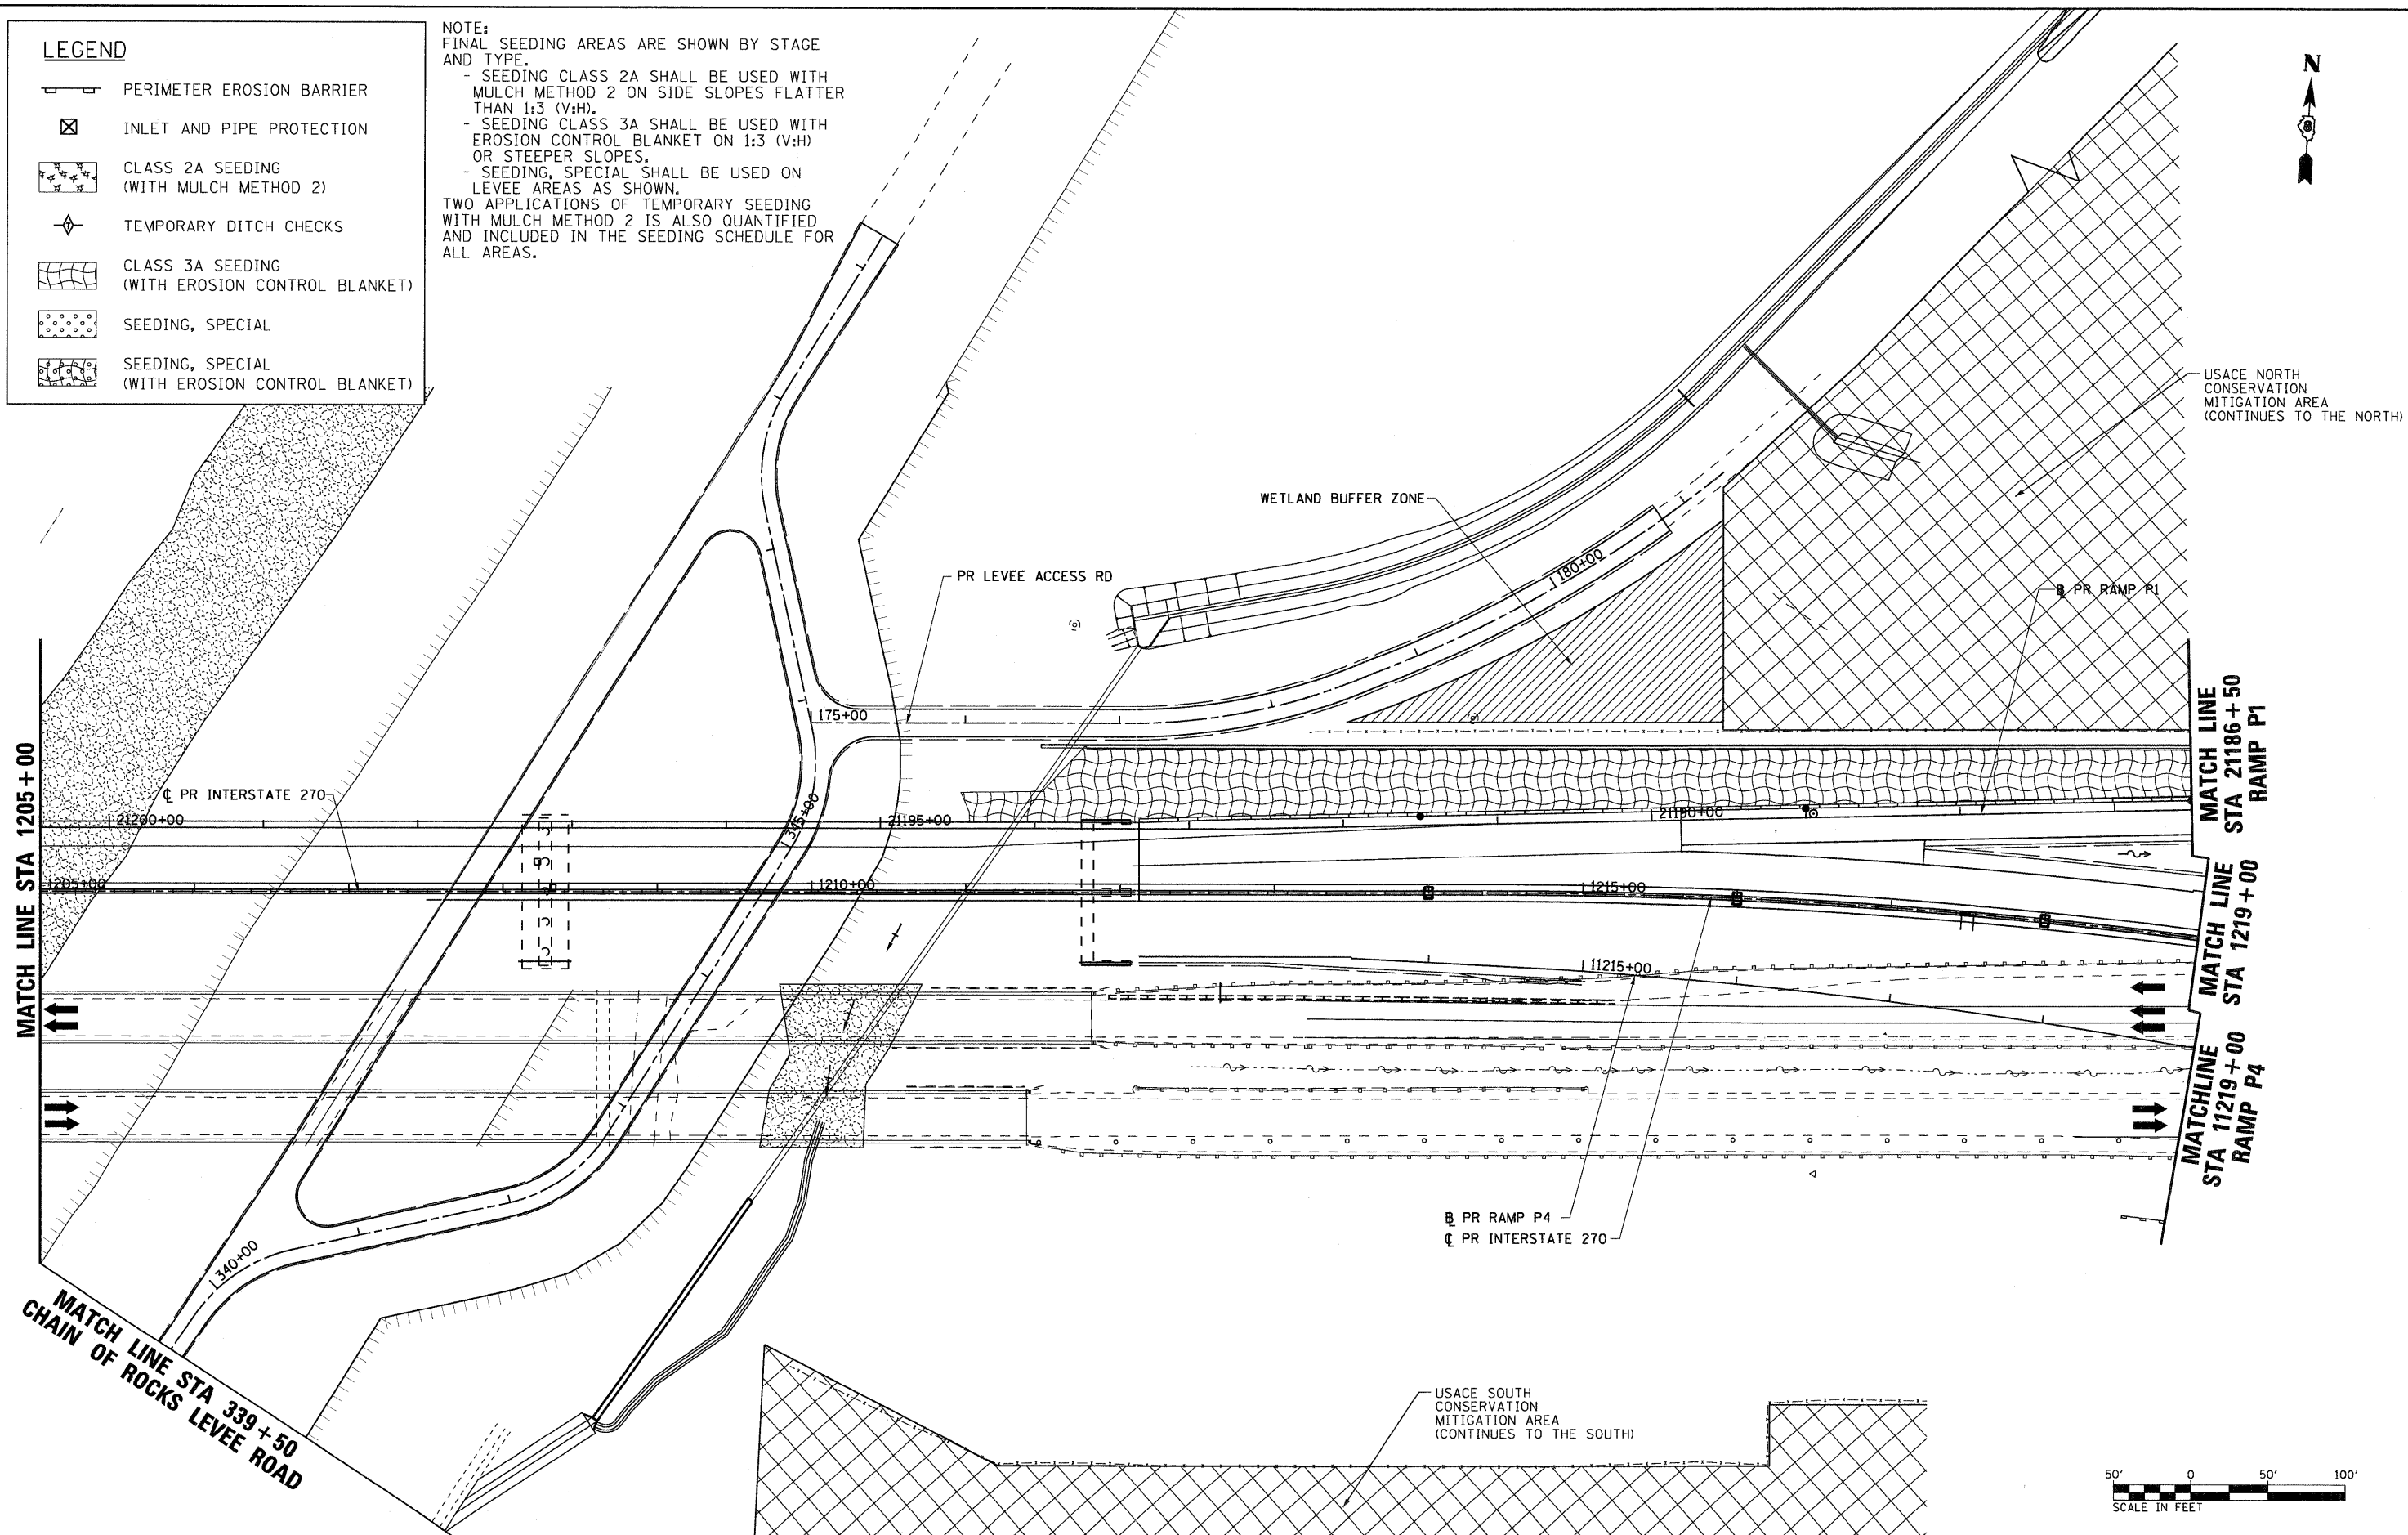 LEGEND
PERIMETER EROSION BARRIER
INLET AND PIPE PROTECTION
CLASS 2A SEEDING
(WITH MULCH METHOD 2)
TEMPORARY DITCH CHECKS
CLASS 3A SEEDING
(WITH EROSION CONTROL BLANKET)
SEEDING, SPECIAL
SEEDING, SPECIAL
(WITH EROSION CONTROL BLANKET)
NOTE:
FINAL SEEDING AREAS ARE SHOWN BY STAGE
AND TYPE.
- SEEDING CLASS 2A SHALL BE USED WITH
MULCH METHOD 2 ON SIDE SLOPES FLATTER
THAN 1:3 (V:H).
- SEEDING CLASS 3A SHALL BE USED WITH
EROSION CONTROL BLANKET ON 1:3 (V:H)
OR STEEPER SLOPES.
- SEEDING, SPECIAL SHALL BE USED ON
LEVEE AREAS AS SHOWN.
TWO APPLICATIONS OF TEMPORARY SEEDING
WITH MULCH METHOD 2 IS ALSO QUANTIFIED
AND INCLUDED IN THE SEEDING SCHEDULE FOR
ALL AREAS.
N
USACE NORTH
CONSERVATION
MITIGATION AREA
(CONTINUES TO THE NORTH)
WETLAND BUFFER ZONE
PR LEVEE ACCESS RD
180+00
℄ PR RAMP P1
175+00
MATCH LINE
STA 21186+50
RAMP P1
MATCH LINE STA 1205+00
℄ PR INTERSTATE 270
345+00
21200+00
21195+00
21190+00
1205+00
1210+00
1215+00
MATCH LINE
STA 1219+00
11215+00
MATCHLINE
STA 11219+00
RAMP P4
℄ PR RAMP P4
℄ PR INTERSTATE 270
340+00
MATCH LINE STA 339+50
CHAIN OF ROCKS LEVEE ROAD
USACE SOUTH
CONSERVATION
MITIGATION AREA
(CONTINUES TO THE SOUTH)
50' 0 50' 100'
SCALE IN FEET